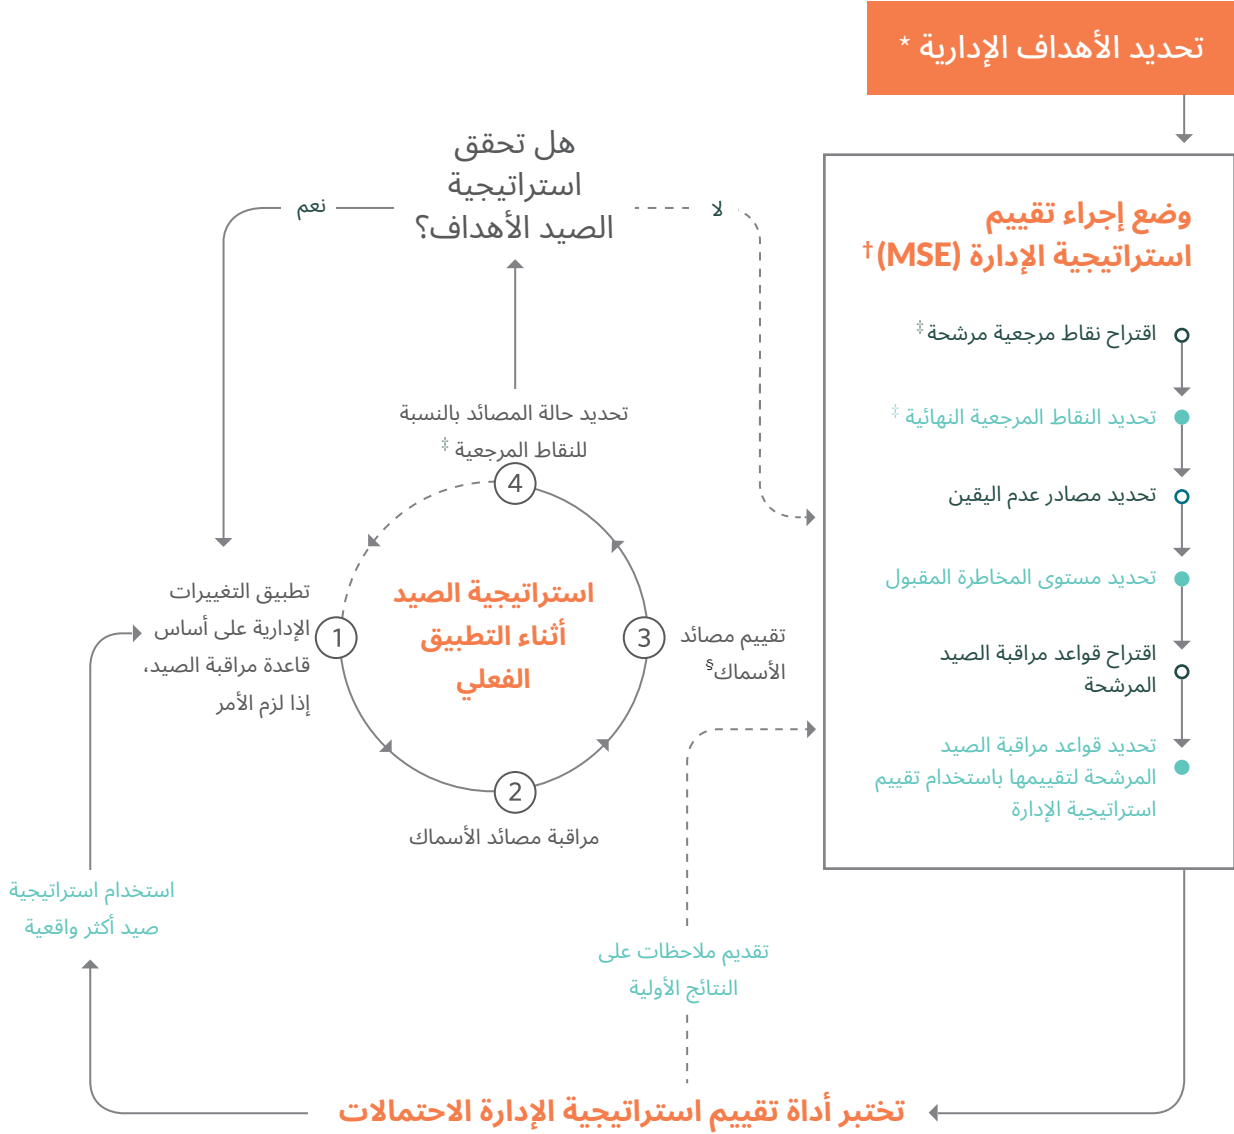 تحديد الأهداف الإدارية *
وضع إجراء تقييم
استراتيجية الإدارة (MSE)†
اقتراح نقاط مرجعية مرشحة‡
تحديد النقاط المرجعية النهائية ‡
تحديد مصادر عدم اليقين
تحديد مستوى المخاطرة المقبول
اقتراح قواعد مراقبة الصيد
المرشحة
تحديد قواعد مراقبة الصيد
المرشحة لتقييمها باستخدام تقييم
استراتيجية الإدارة
هل تحقق
استراتيجية
الصيد الأهداف؟
لا
نعم
تحديد حالة المصائد بالنسبة
للنقاط المرجعية ‡
4
استراتيجية الصيد
أثناء التطبيق
الفعلي
3
تقييم مصائد
الأسماك§
1
تطبيق التغييرات
الإدارية على أساس
قاعدة مراقبة الصيد،
إذا لزم الأمر
2
مراقبة مصائد الأسماك
استخدام استراتيجية
صيد أكثر واقعية
تقديم ملاحظات على
النتائج الأولية
تختبر أداة تقييم استراتيجية الإدارة الاحتمالات